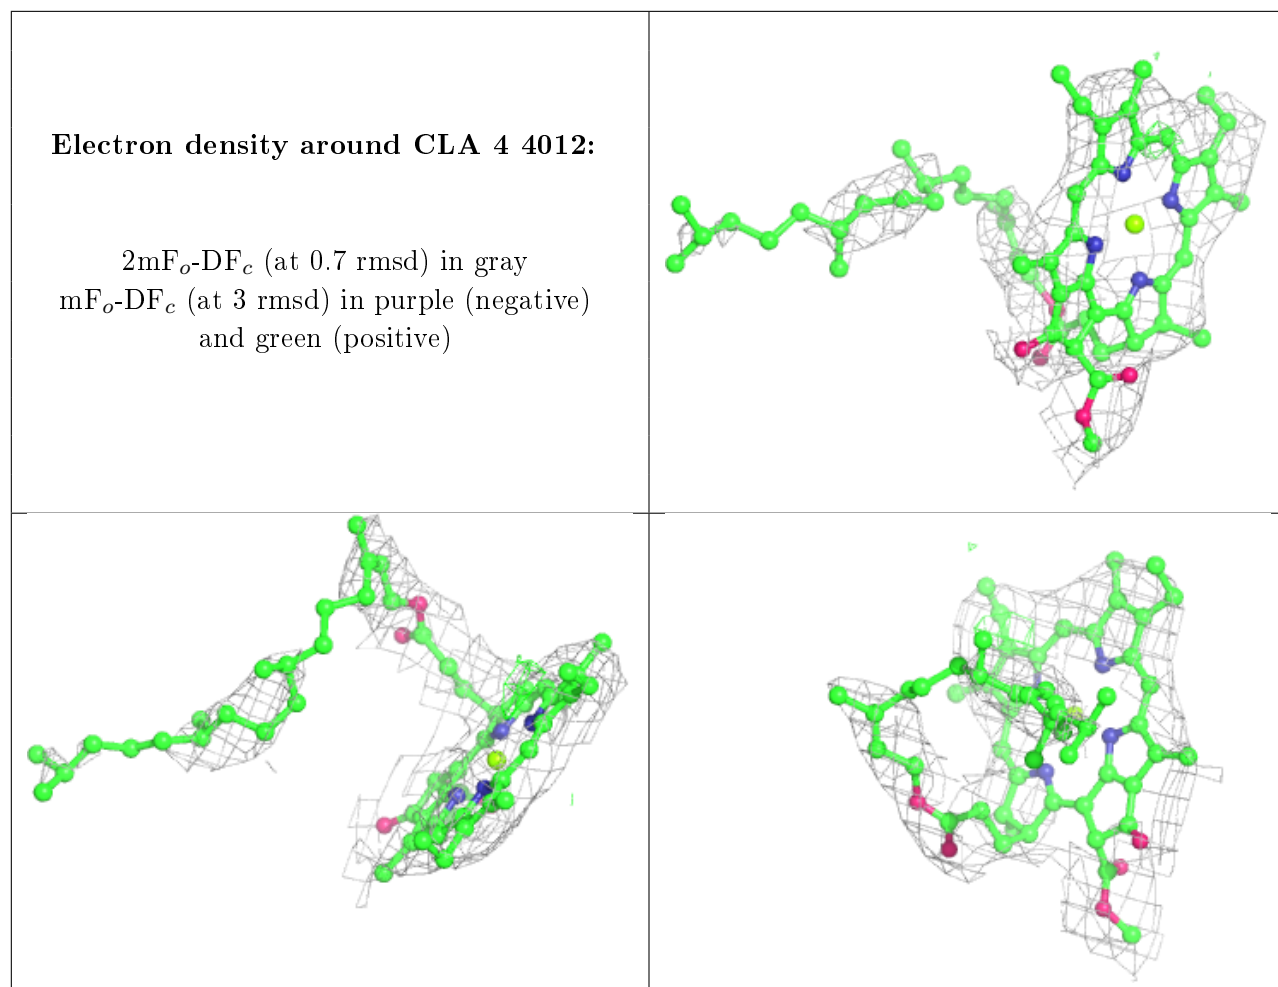 Electron density around CLA 4 4012:
2mFo-DFc (at 0.7 rmsd) in gray
mFo-DFc (at 3 rmsd) in purple (negative)
and green (positive)